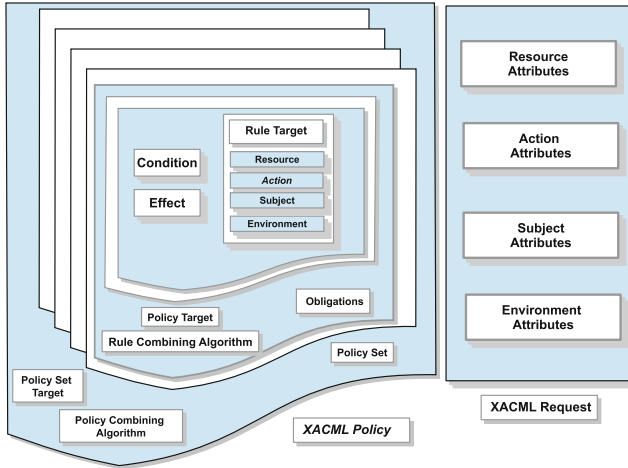 Rule Target
Resource
Action
Subject
Environment
Condition
Effect
Obligations
Policy Target
Rule Combining Algorithm
Policy Set
Policy Set
Target
Policy Combining
Algorithm
XACML Policy
Resource
Attributes
Action
Attributes
Subject
Attributes
Environment
Attributes
XACML Request